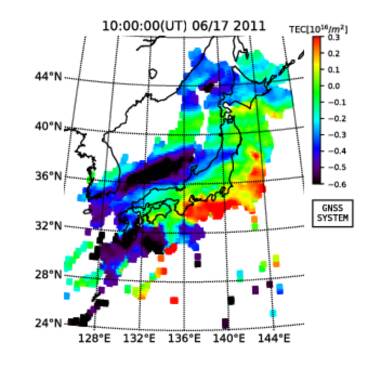 10:00:00(UT) 06/17 2011
TEC[10¹⁶/m²]
0.3
0.2
0.1
0.0
−0.1
−0.2
−0.3
−0.4
−0.5
−0.6
44°N
40°N
36°N
32°N
28°N
24°N
128°E 132°E 136°E 140°E 144°E
GNSS
SYSTEM